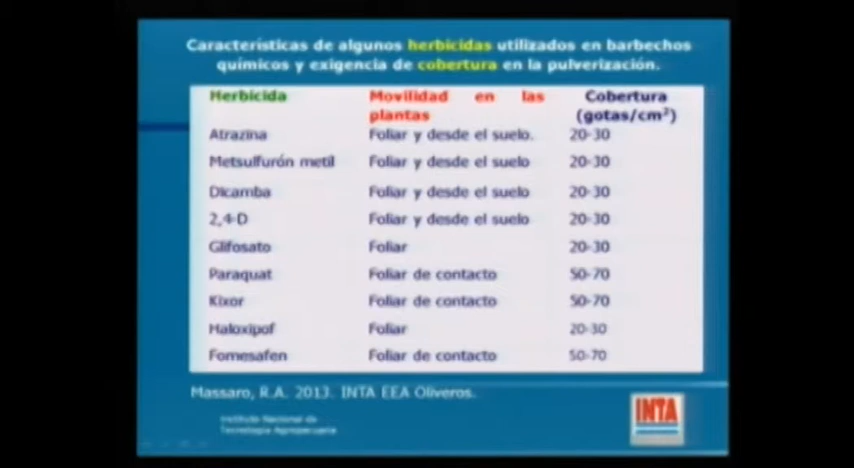 Características de algunos herbicidas utilizados en barbechos
químicos y exigencia de cobertura en la pulverización.
Herbicida Movilidad en las plantas Cobertura (gotas/cm²)
Atrazina Foliar y desde el suelo. 20-30
Metsulfurón metil Foliar y desde el suelo 20-30
Dicamba Foliar y desde el suelo 20-30
2,4-D Foliar y desde el suelo 20-30
Glifosato Foliar 20-30
Paraquat Foliar de contacto 50-70
Kixor Foliar de contacto 50-70
Haloxipof Foliar 20-30
Fomesafen Foliar de contacto 50-70
Massaro, R.A. 2013. INTA EEA Oliveros.
Instituto Nacional de
Tecnología Agropecuaria
INTA